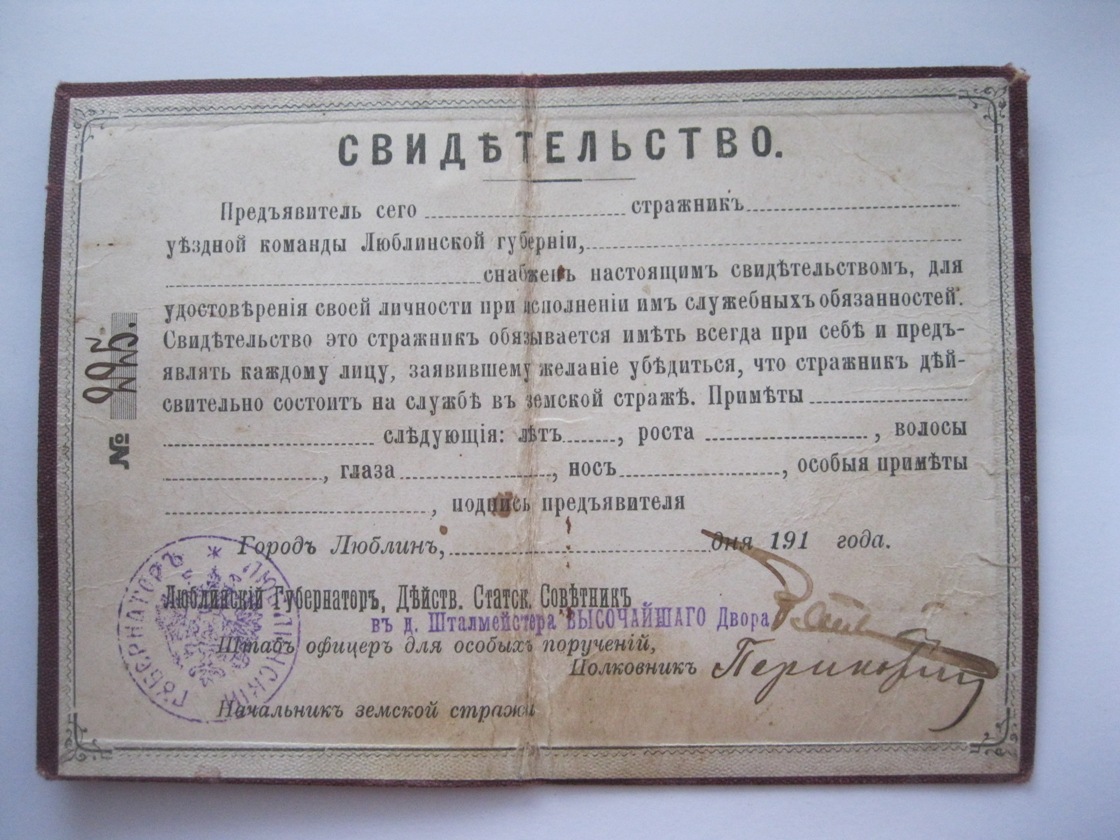 СВИДѢТЕЛЬСТВО.
Предъявитель сего стражникъ
уѣздной команды Люблинской губерніи,
снабженъ настоящимъ свидѣтельствомъ, для
удостовѣренія своей личности при исполненіи имъ служебныхъ обязанностей.
Свидѣтельство это стражникъ обязывается имѣть всегда при себѣ и предъ-
являть каждому лицу, заявившему желаніе убѣдиться, что стражникъ дѣй-
свительно состоитъ на службѣ въ земской стражѣ. Примѣты
слѣдующія: лѣтъ , роста , волосы
, глаза , носъ , особыя примѣты
, подпись предъявителя
Городъ Люблинъ, дня 191 года.
Люблинскій Губернаторъ, Дѣйств. Статск. Совѣтникъ
въ д. Шталмейстера ВЫСОЧАЙШАГО Двора
Штабъ офицеръ для особыхъ порученій,
Полковникъ
Начальникъ земской стражи
№ 225.
* ЛЮБЛИНСКІЙ ГУБЕРНАТОРЪ